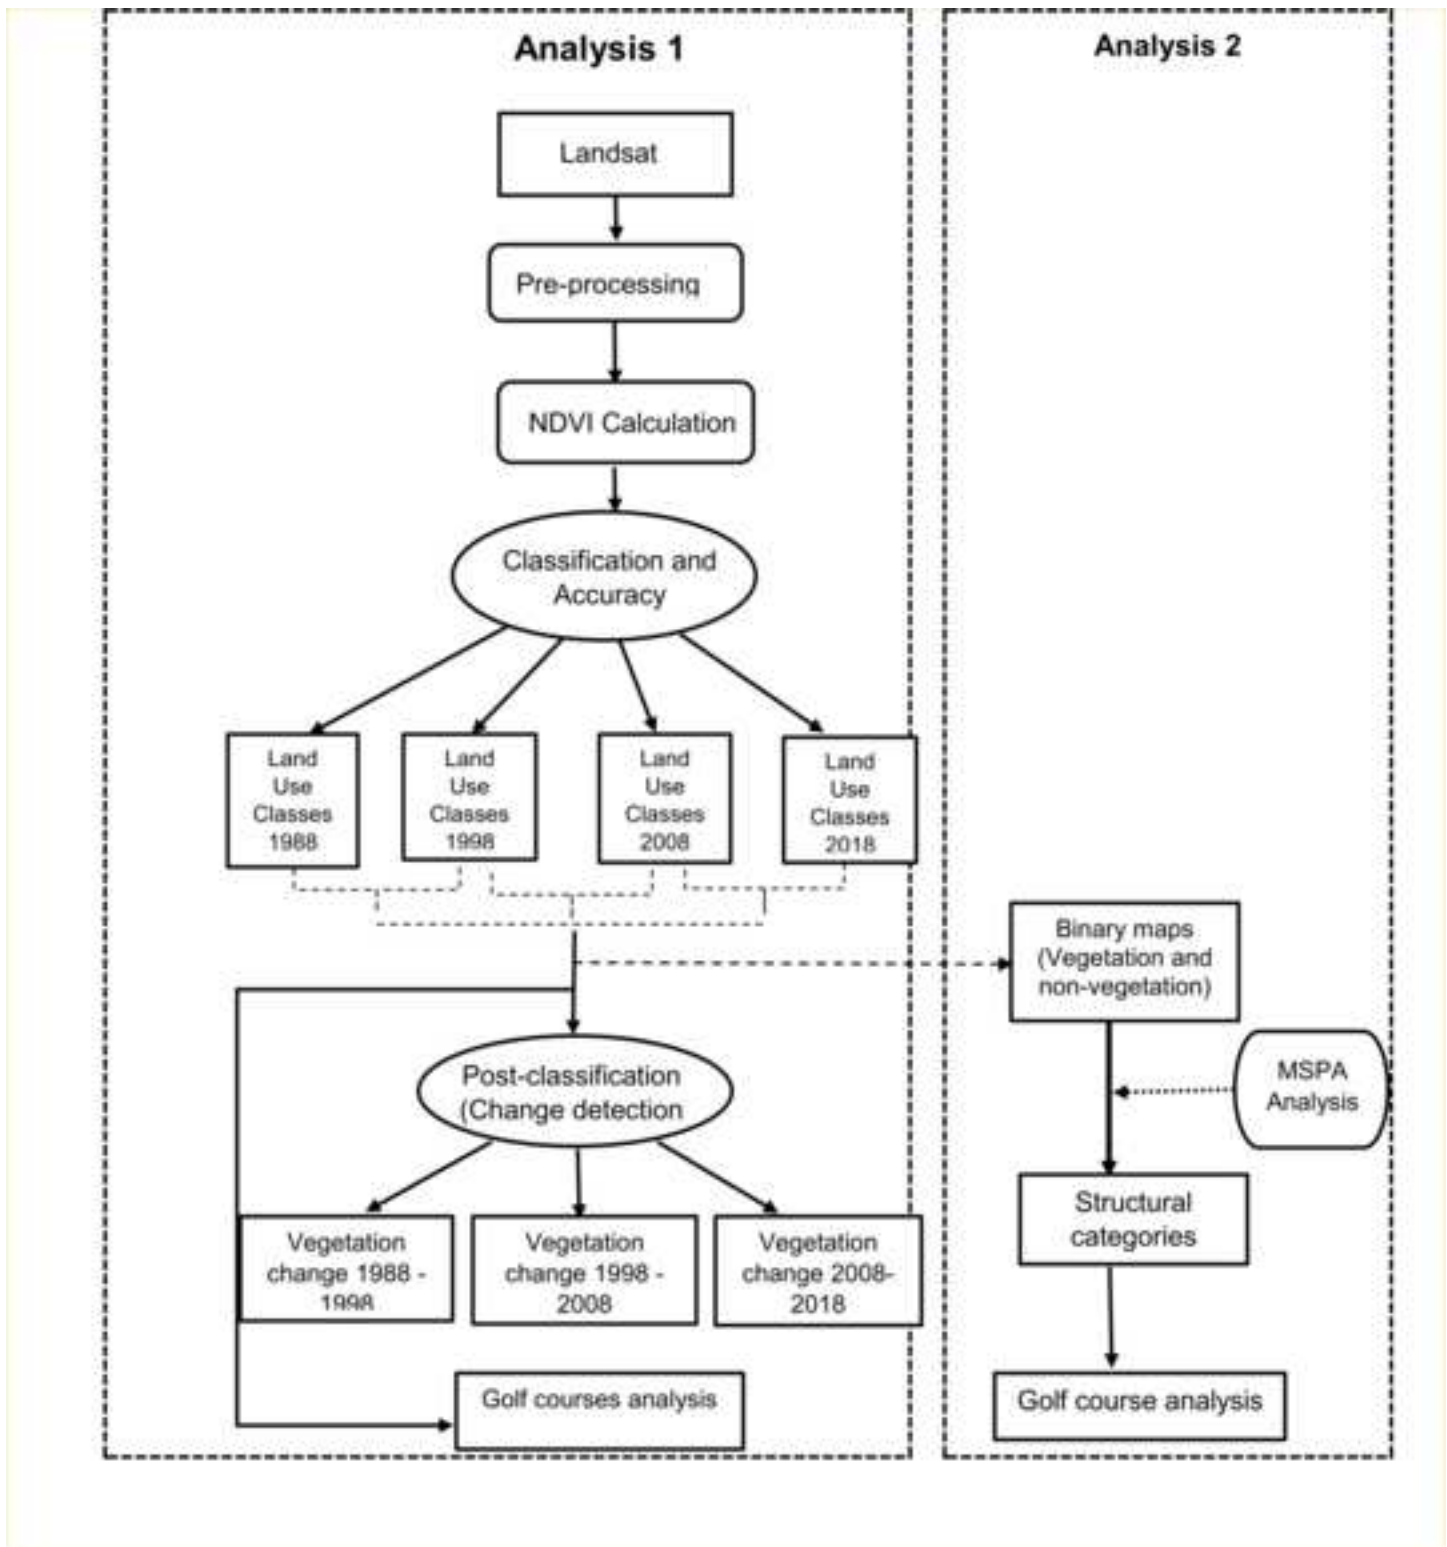 Analysis 1
Landsat
Pre-processing
NDVI Calculation
Classification and
Accuracy
Land
Use
Classes
1988
Land
Use
Classes
1998
Land
Use
Classes
2008
Land
Use
Classes
2018
Post-classification
(Change detection
Vegetation
change 1988 -
1998
Vegetation
change 1998 -
2008
Vegetation
change 2008-
2018
Golf courses analysis
Analysis 2
Binary maps
(Vegetation and
non-vegetation)
MSPA
Analysis
Structural
categories
Golf course analysis